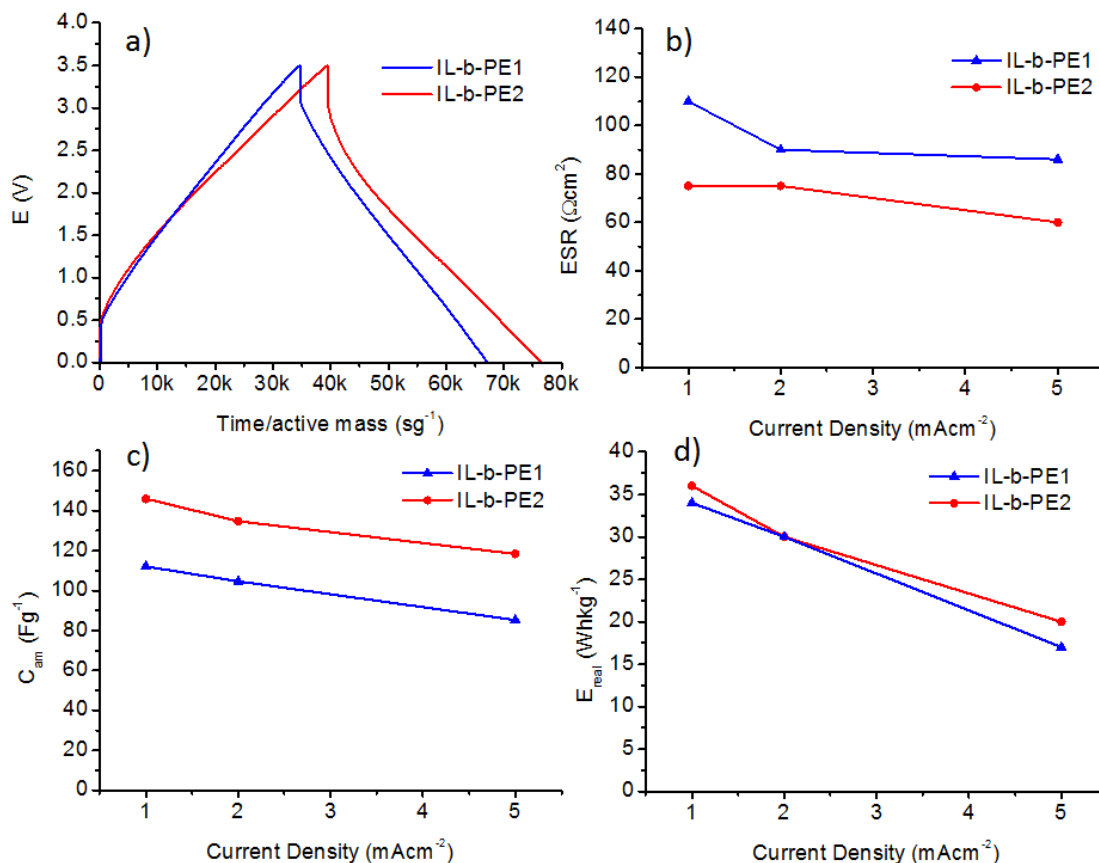 a)
IL-b-PE1
IL-b-PE2
4.0
3.5
3.0
2.5
2.0
1.5
1.0
0.5
0.0
E (V)
0 10k 20k 30k 40k 50k 60k 70k 80k
Time/active mass (sg⁻¹)
b)
IL-b-PE1
IL-b-PE2
140
120
100
80
60
40
20
0
ESR (Ωcm²)
1 2 3 4 5
Current Density (mAcm⁻²)
c)
IL-b-PE1
IL-b-PE2
160
140
120
100
80
60
40
20
0
C_am (Fg⁻¹)
1 2 3 4 5
Current Density (mAcm⁻²)
d)
IL-b-PE1
IL-b-PE2
40
35
30
25
20
15
10
5
0
E_real (Whkg⁻¹)
1 2 3 4 5
Current Density (mAcm⁻²)